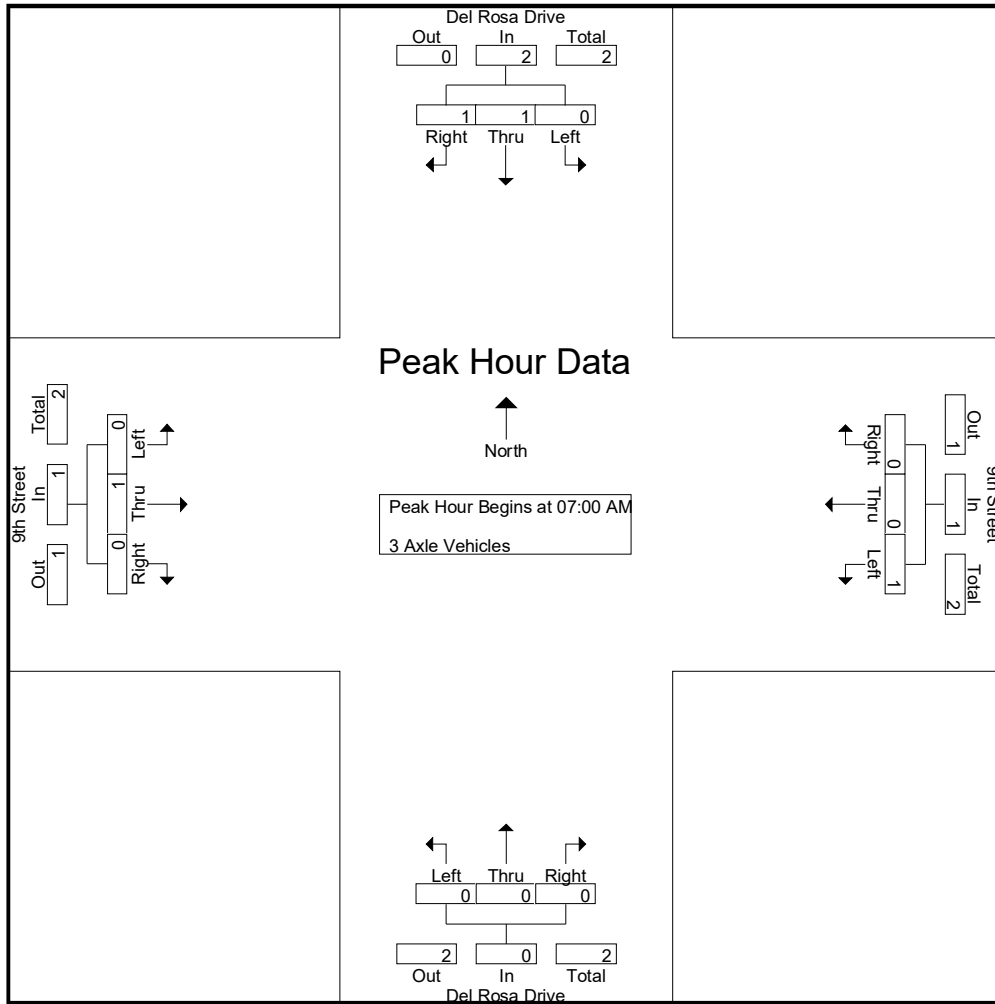 Del Rosa Drive
Out In Total
0 2 2
1 1 0
Right Thru Left
Peak Hour Data
North
Peak Hour Begins at 07:00 AM
3 Axle Vehicles
9th Street
Total In Out
2 1 1
0 1 0
Left Thru Right
Right Thru Left
0 0 1
Out In Total
1 1 2
9th Street
Left Thru Right
0 0 0
2 0 2
Out In Total
Del Rosa Drive